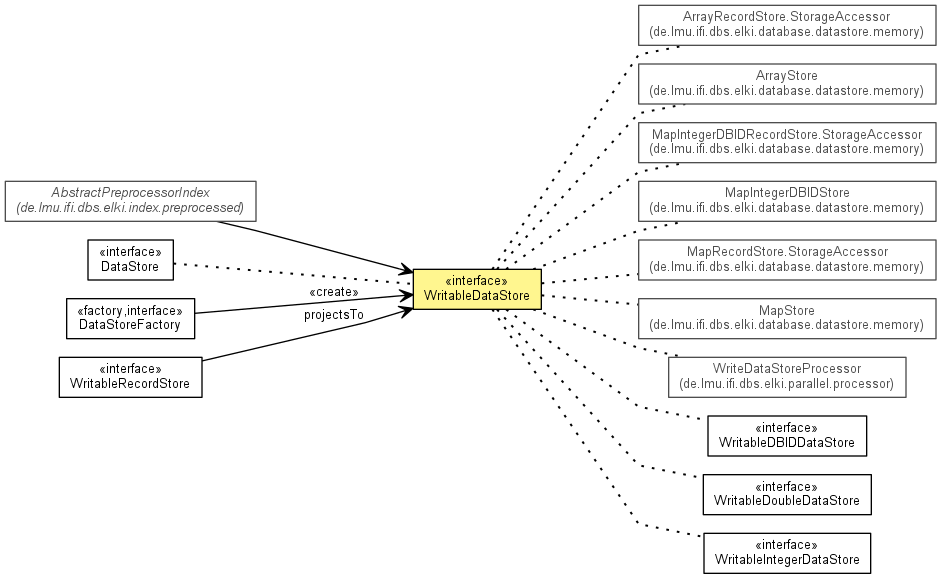 ArrayRecordStore.StorageAccessor
(de.lmu.ifi.dbs.elki.database.datastore.memory)
ArrayStore
(de.lmu.ifi.dbs.elki.database.datastore.memory)
MapIntegerDBIDRecordStore.StorageAccessor
(de.lmu.ifi.dbs.elki.database.datastore.memory)
AbstractPreprocessorIndex
(de.lmu.ifi.dbs.elki.index.preprocessed)
MapIntegerDBIDStore
(de.lmu.ifi.dbs.elki.database.datastore.memory)
«interface»
DataStore
MapRecordStore.StorageAccessor
(de.lmu.ifi.dbs.elki.database.datastore.memory)
«interface»
WritableDataStore
«create»
«factory,interface»
DataStoreFactory
projectsTo
MapStore
(de.lmu.ifi.dbs.elki.database.datastore.memory)
«interface»
WritableRecordStore
WriteDataStoreProcessor
(de.lmu.ifi.dbs.elki.parallel.processor)
«interface»
WritableDBIDDataStore
«interface»
WritableDoubleDataStore
«interface»
WritableIntegerDataStore